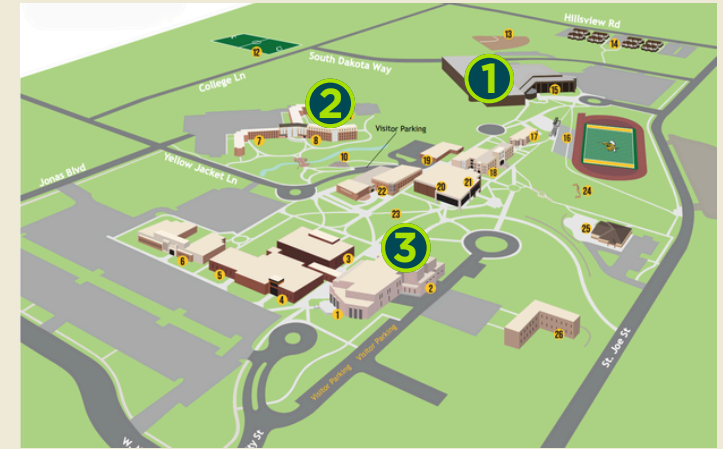 Hillsview Rd
13
14
12
South Dakota Way
College Ln
1
15
2
Visitor Parking
7
8
17
16
10
19
18
Jonas Blvd
Yellow Jacket Ln
22
20
21
24
23
25
3
6
5
3
4
2
1
26
Visitor Parking
Visitor Parking
St. Joe St
ty St
W.